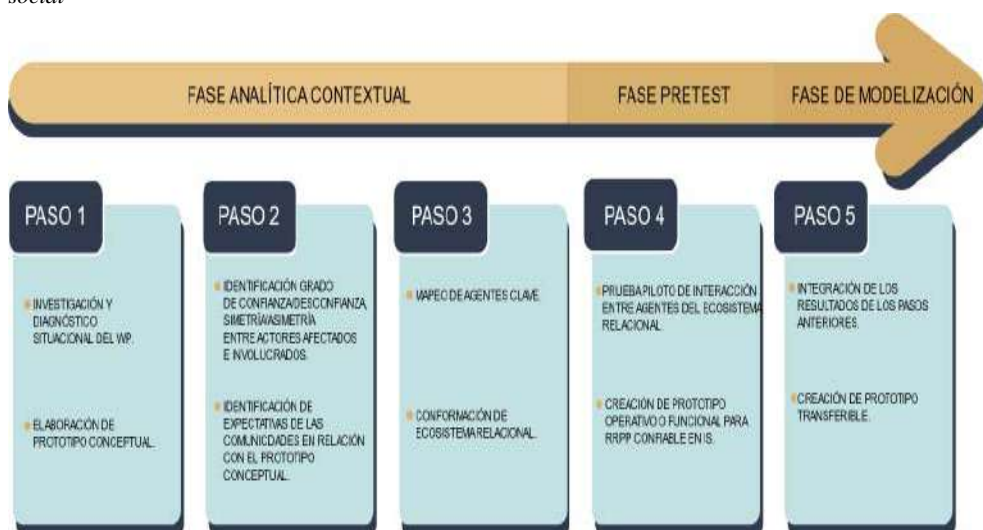 social
FASE ANALÍTICA CONTEXTUAL
FASE PRETEST
FASE DE MODELIZACIÓN
PASO 1
INVESTIGACIÓN Y
DIAGNÓSTICO
SITUACIONAL DEL WP.
ELABORACIÓN DE
PROTOTIPO CONCEPTUAL.
PASO 2
IDENTIFICACIÓN GRADO
DE CONFIANZA/DESCONFIANZA,
SIMETRÍA/ASIMETRÍA
ENTRE ACTORES AFECTADOS
E INVOLUCRADOS.
IDENTIFICACIÓN DE
EXPECTATIVAS DE LAS
COMUNICDADES EN RELACIÓN
CON EL PROTOTIPO
CONCEPTUAL.
PASO 3
MAPEO DE AGENTES CLAVE.
CONFORMACIÓN DE
ECOSISTEMA RELACIONAL.
PASO 4
PRUEBA PILOTO DE INTERACCIÓN
ENTRE AGENTES DEL ECOSISTEMA
RELACIONAL.
CREACIÓN DE PROTOTIPO
OPERATIVO O FUNCIONAL PARA
RRPP CONFIABLE EN IS.
PASO 5
INTEGRACIÓN DE LOS
RESULTADOS DE LOS PASOS
ANTERIORES.
CREACIÓN DE PROTOTIPO
TRANSFERIBLE.